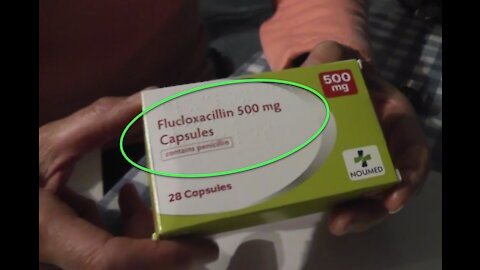 500
mg
Flucloxacillin 500 mg
Capsules
contains penicillin
28 Capsules
NOUMED